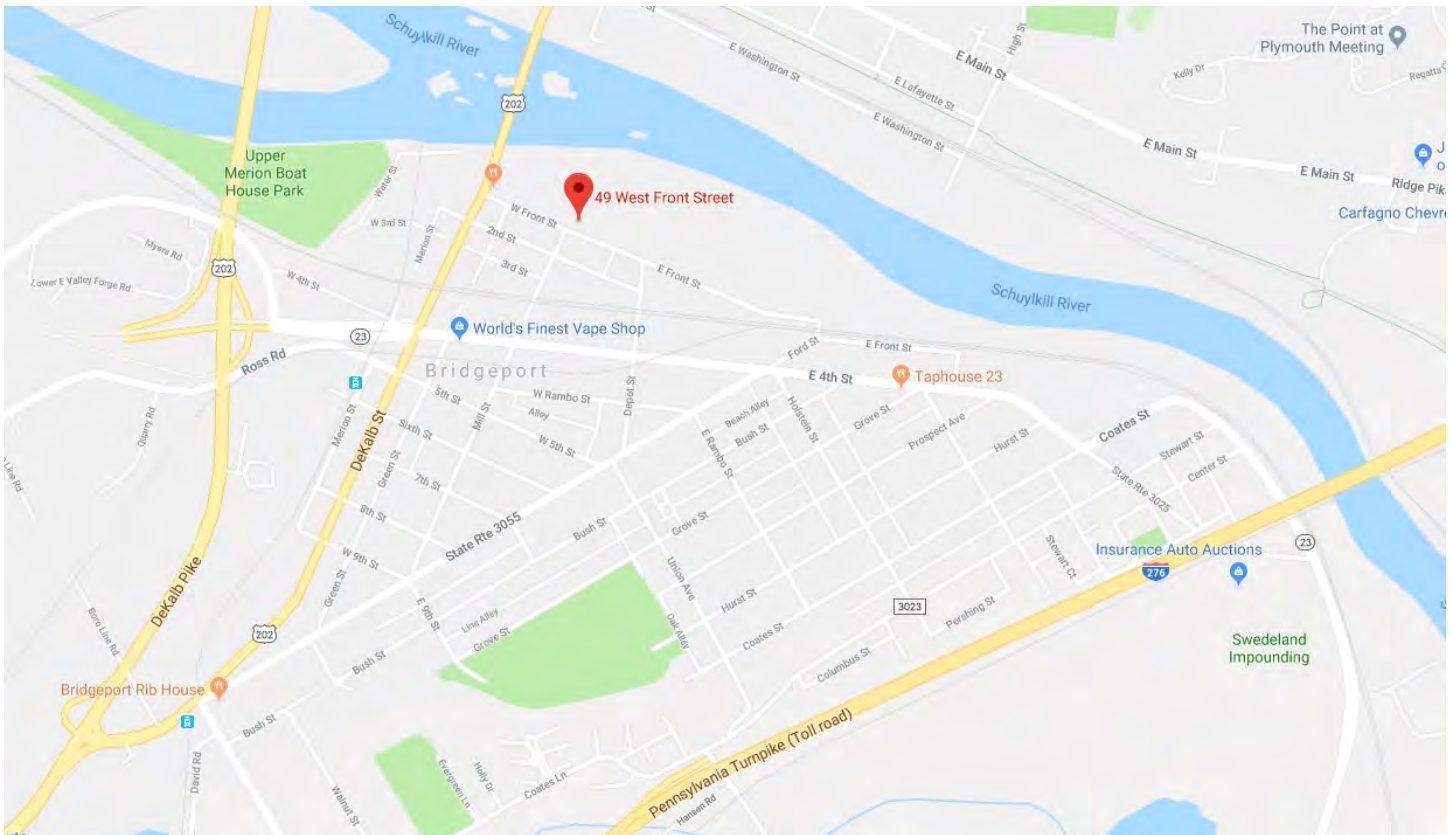 Schuylkill River
202
High St
E Main St
The Point at
Plymouth Meeting
Kelly Dr
E Washington St
E Lafayette St
E Washington St
E Main St
E Main St
Ridge Pik
Carfagno Chevr
Upper
Merion Boat
House Park
Water St
49 West Front Street
W Front St
W 3rd St
2nd St
Merion St
3rd St
Myers Rd
202
Lower E Valley Forge Rd
W 4th St
E Front St
Schuylkill River
World's Finest Vape Shop
23
Ross Rd
Bridgeport
Ford St
E Front St
E 4th St
Taphouse 23
5th St
W Rambo St
Alley
Depot St
Mill St
Quarry Rd
Merion St
Sixth St
W 5th St
Beach Alley
Bush St
Holstein St
Grove St
Prospect Ave
Hurst St
Coates St
Stewart St
Center St
E Rambo St
DeKalb St
Green St
7th St
8th St
State Rte 3025
State Rte 3055
Bush St
Grove St
W 9th St
23
Insurance Auto Auctions
276
Stewart Ct
Union Ave
DeKalb Pike
Green St
E 9th St
Hurst St
3023
Pershing St
Boro Line Rd
202
Line Alley
Grove St
Oak Alley
Coates St
Swedeland
Impounding
Bush St
Columbus St
Bridgeport Rib House
Bush St
Pennsylvania Turnpike (Toll road)
David Rd
Walnut St
Evergreen Ln
Holly Dr
Coates Ln
Hansen Rd